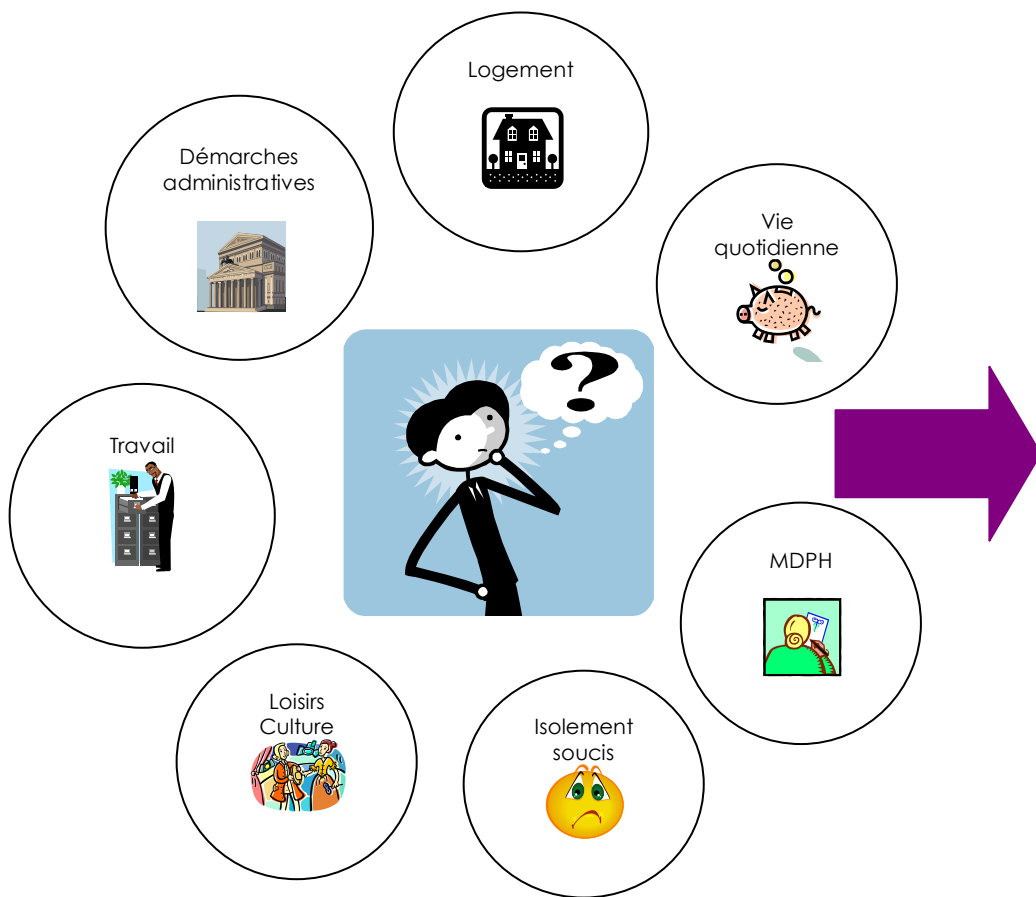 Logement
Démarches
administratives
Vie
quotidienne
?
Travail
MDPH
Loisirs
Culture
Isolement
soucis